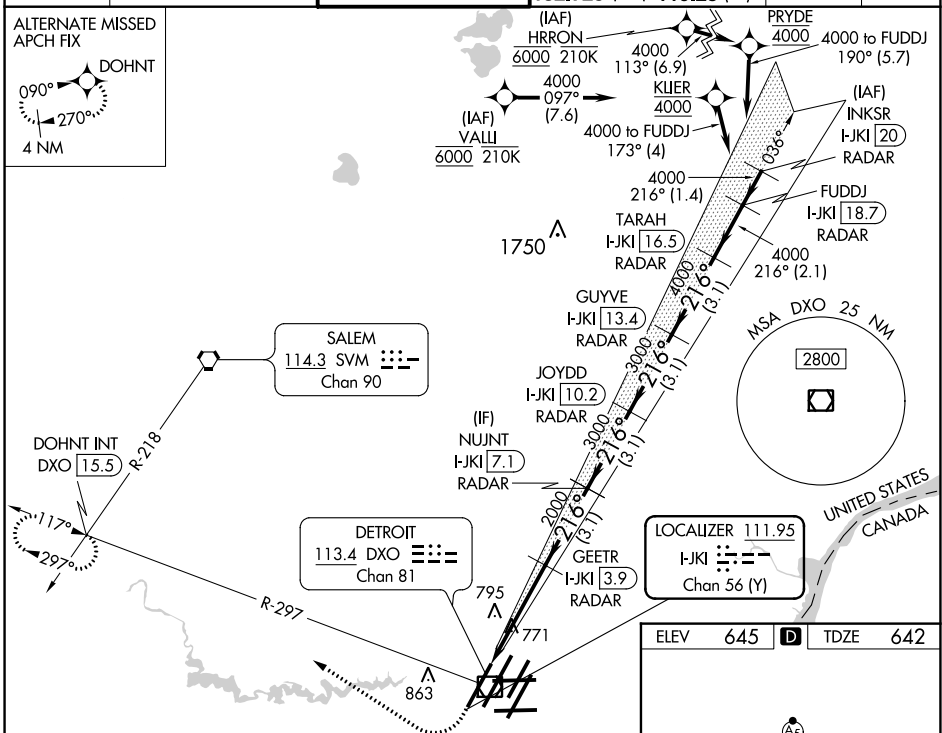 ALTERNATE MISSED
APCH FIX
DOHNT
090°
270°
4 NM
(IAF)
HRRON
6000 210K
4000
113° (6.9)
PRYDE
4000
4000 to FUDDJ
190° (5.7)
4000
097°
(7.6)
(IAF)
VALLI
6000 210K
KLIER
4000
4000 to FUDDJ
173° (4)
(IAF)
INKSR
I-JKI 20
RADAR
036°
4000
216° (1.4)
FUDDJ
I-JKI 18.7
RADAR
4000
216° (2.1)
TARAH
I-JKI 16.5
RADAR
1750
4000
216°
(3.1)
GUYVE
I-JKI 13.4
RADAR
3000
216°
(3.1)
JOYDD
I-JKI 10.2
RADAR
3000
216°
(3.1)
(IF)
NUJNT
I-JKI 7.1
RADAR
2000
216°
(3.1)
GEETR
I-JKI 3.9
RADAR
MSA DXO 25 NM
2800
SALEM
114.3 SVM
Chan 90
R-218
DOHNT INT
DXO 15.5
117°
297°
R-297
DETROIT
113.4 DXO
Chan 81
LOCALIZER 111.95
I-JKI
Chan 56 (Y)
UNITED STATES
CANADA
795
771
863
ELEV 645 D TDZE 642
A5